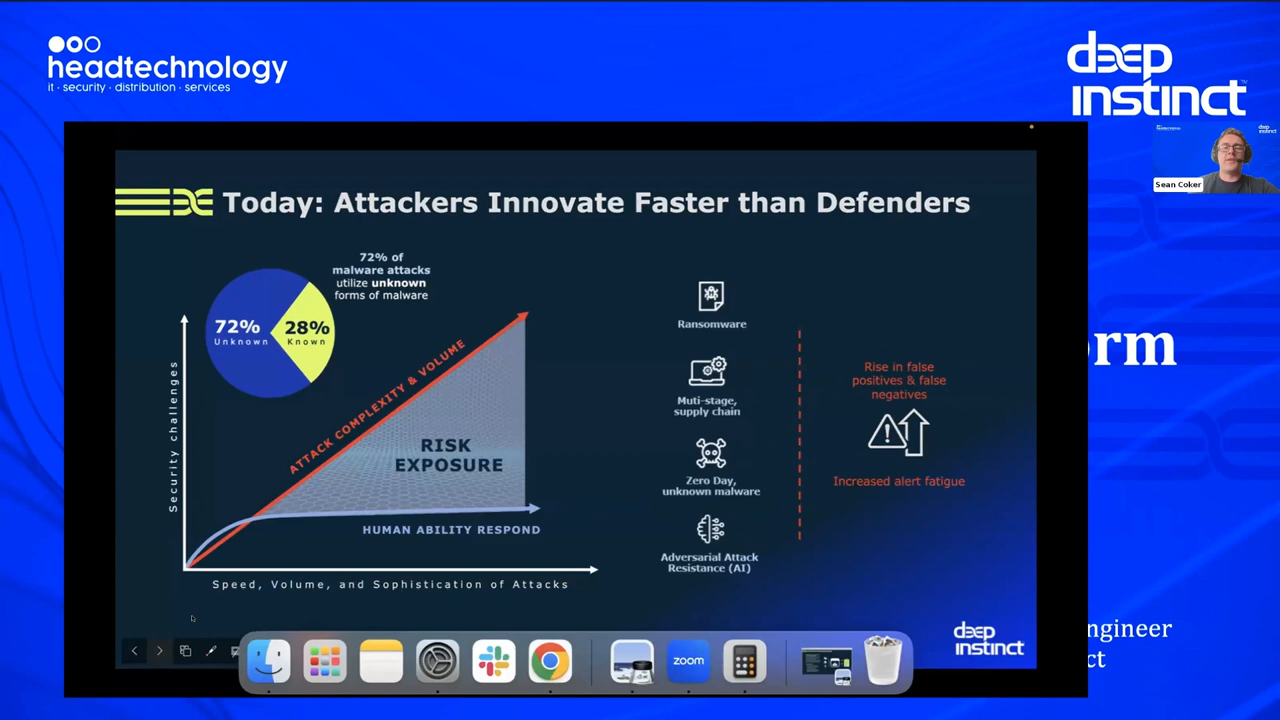 headtechnology
it · security · distribution · services
deep
instinct
Sean Coker
Today: Attackers Innovate Faster than Defenders
72% of
malware attacks
utilize unknown
forms of malware
72%
Unknown
28%
Known
Security challenges
ATTACK COMPLEXITY & VOLUME
RISK
EXPOSURE
HUMAN ABILITY RESPOND
Speed, Volume, and Sophistication of Attacks
Ransomware
Muti-stage,
supply chain
Zero Day,
unknown malware
Adversarial Attack
Resistance (AI)
Rise in false
positives & false
negatives
Increased alert fatigue
deep
instinct
zoom
orm
ngineer
ct